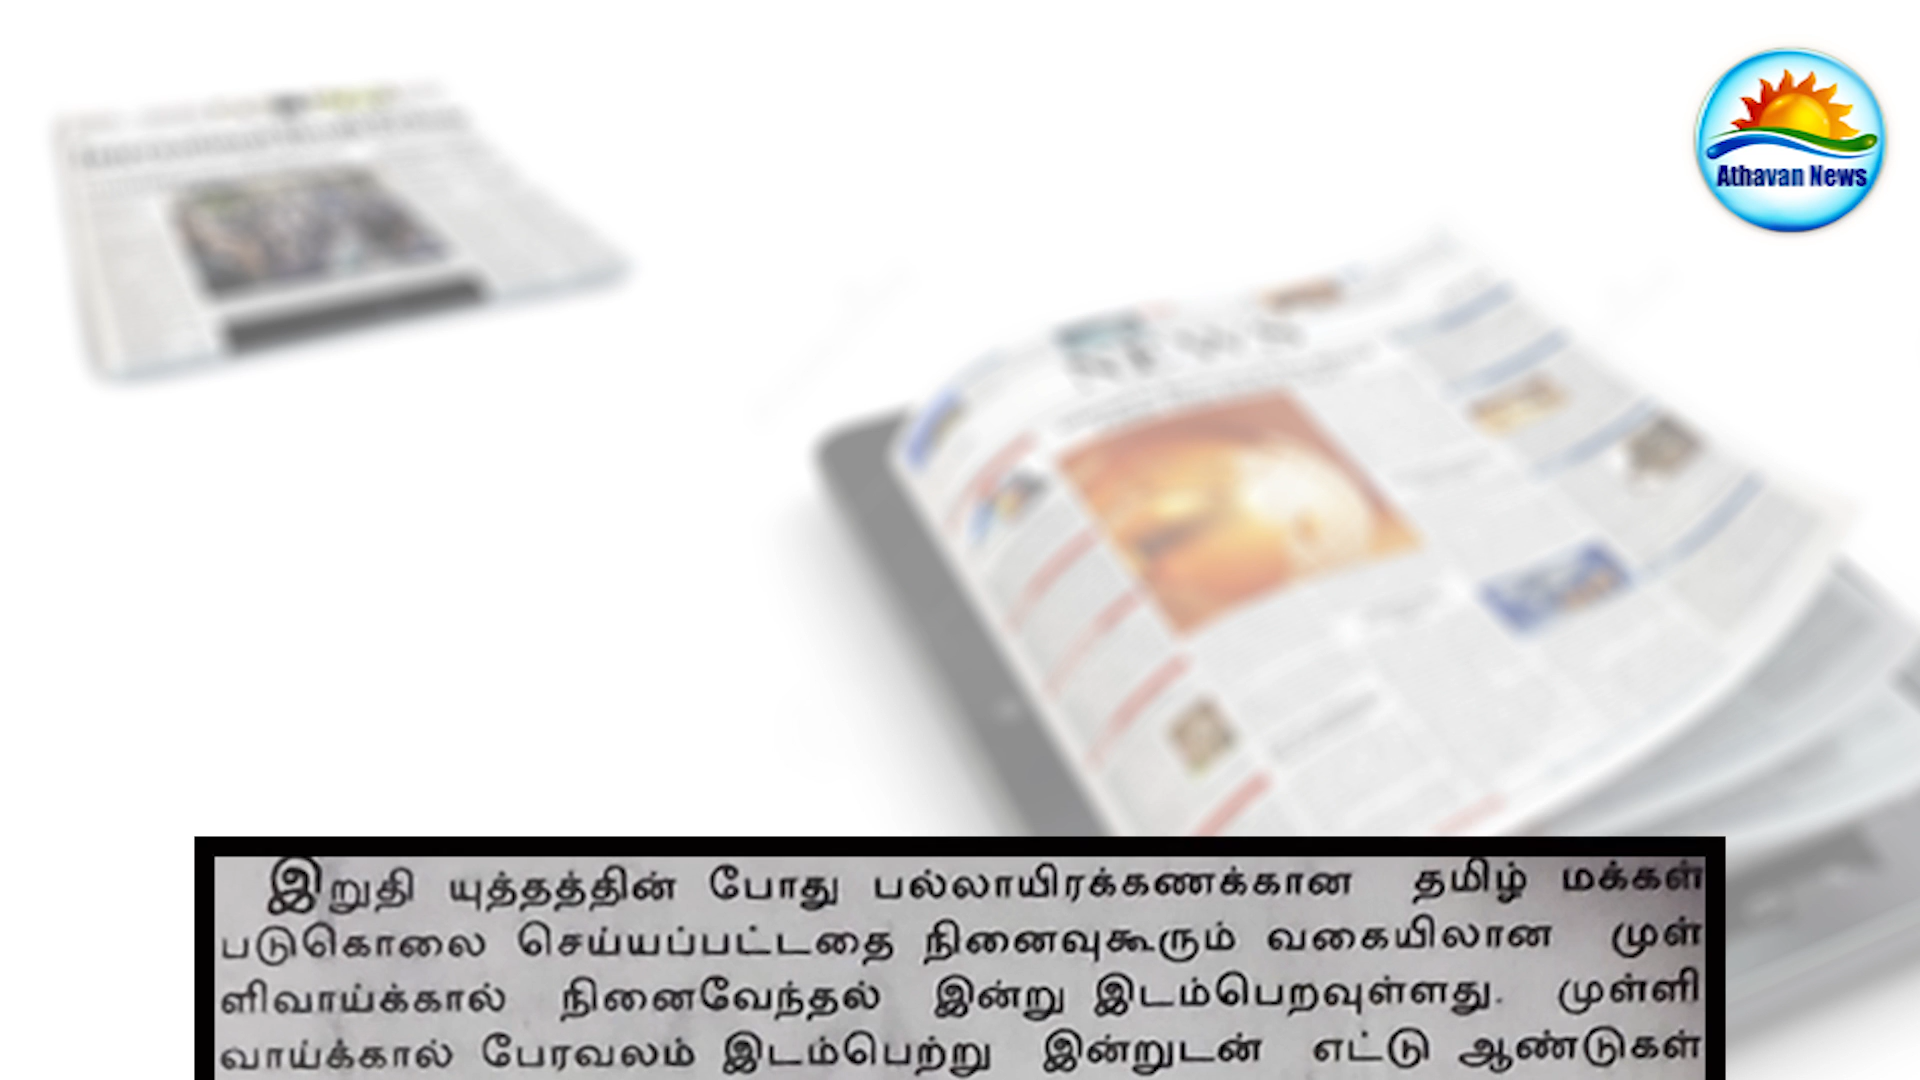 Athavan News
இறுதி யுத்தத்தின் போது பல்லாயிரக்கணக்கான தமிழ் மக்கள்
படுகொலை செய்யப்பட்டதை நினைவுகூரும் வகையிலான முள்
ளிவாய்க்கால் நினைவேந்தல் இன்று இடம்பெறவுள்ளது. முள்ளி
வாய்க்கால் பேரவலம் இடம்பெற்று இன்றுடன் எட்டு ஆண்டுகள்